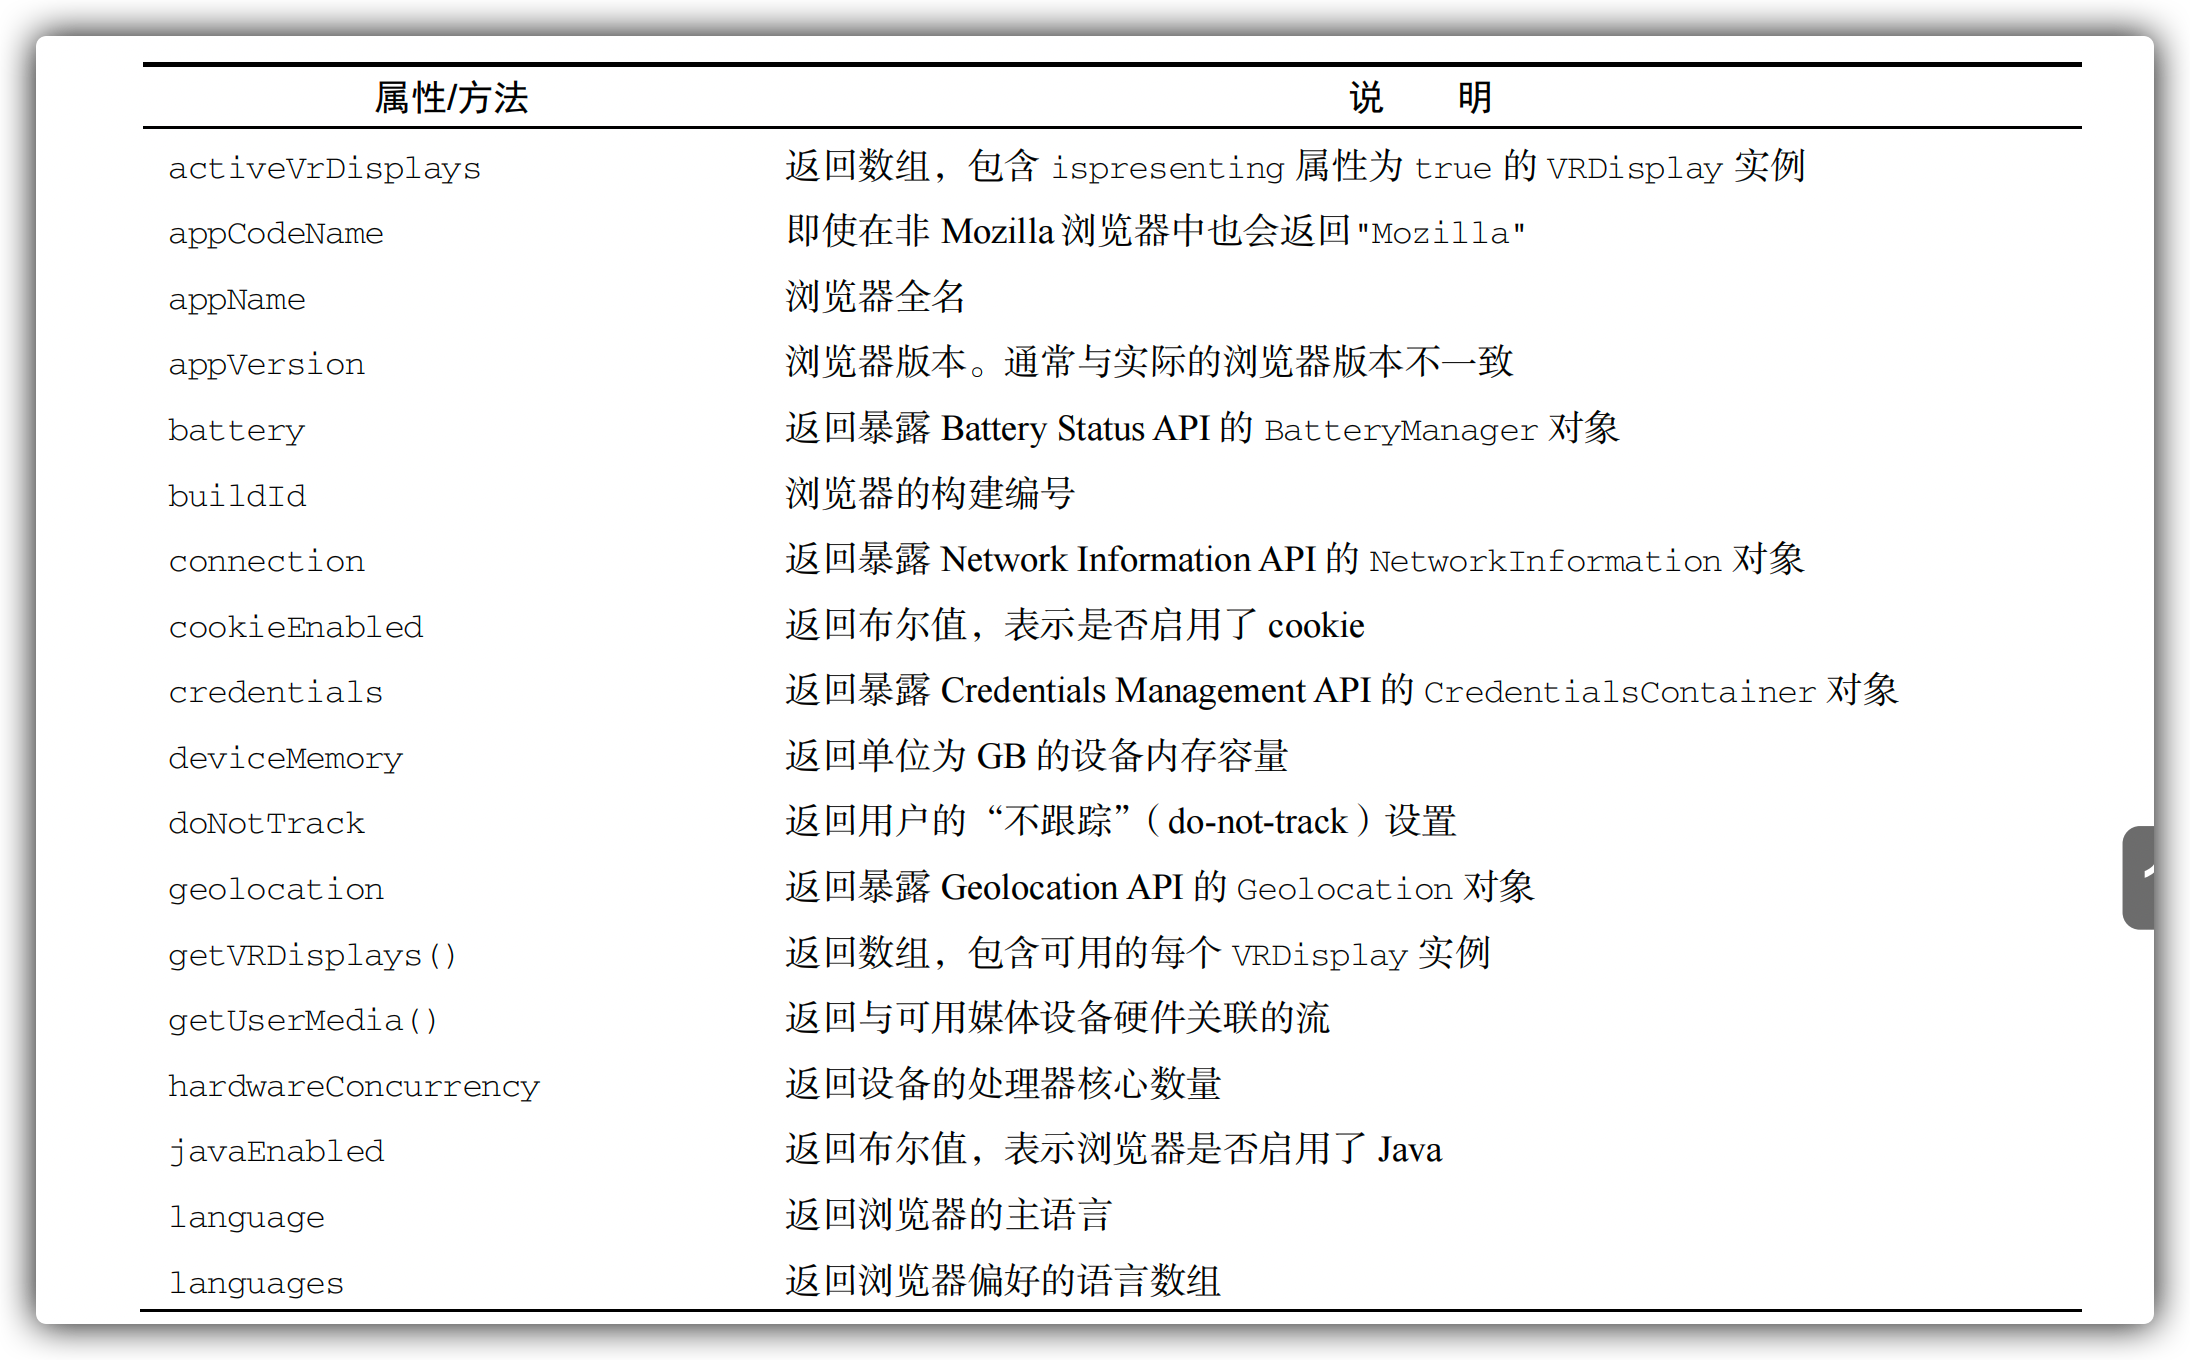 属性/方法 说 明
activeVrDisplays 返回数组，包含 ispresenting 属性为 true 的 VRDisplay 实例
appCodeName 即使在非 Mozilla 浏览器中也会返回"Mozilla"
appName 浏览器全名
appVersion 浏览器版本。通常与实际的浏览器版本不一致
battery 返回暴露 Battery Status API 的 BatteryManager 对象
buildId 浏览器的构建编号
connection 返回暴露 Network Information API 的 NetworkInformation 对象
cookieEnabled 返回布尔值，表示是否启用了 cookie
credentials 返回暴露 Credentials Management API 的 CredentialsContainer 对象
deviceMemory 返回单位为 GB 的设备内存容量
doNotTrack 返回用户的“不跟踪”（do-not-track）设置
geolocation 返回暴露 Geolocation API 的 Geolocation 对象
getVRDisplays() 返回数组，包含可用的每个 VRDisplay 实例
getUserMedia() 返回与可用媒体设备硬件关联的流
hardwareConcurrency 返回设备的处理器核心数量
javaEnabled 返回布尔值，表示浏览器是否启用了 Java
language 返回浏览器的主语言
languages 返回浏览器偏好的语言数组